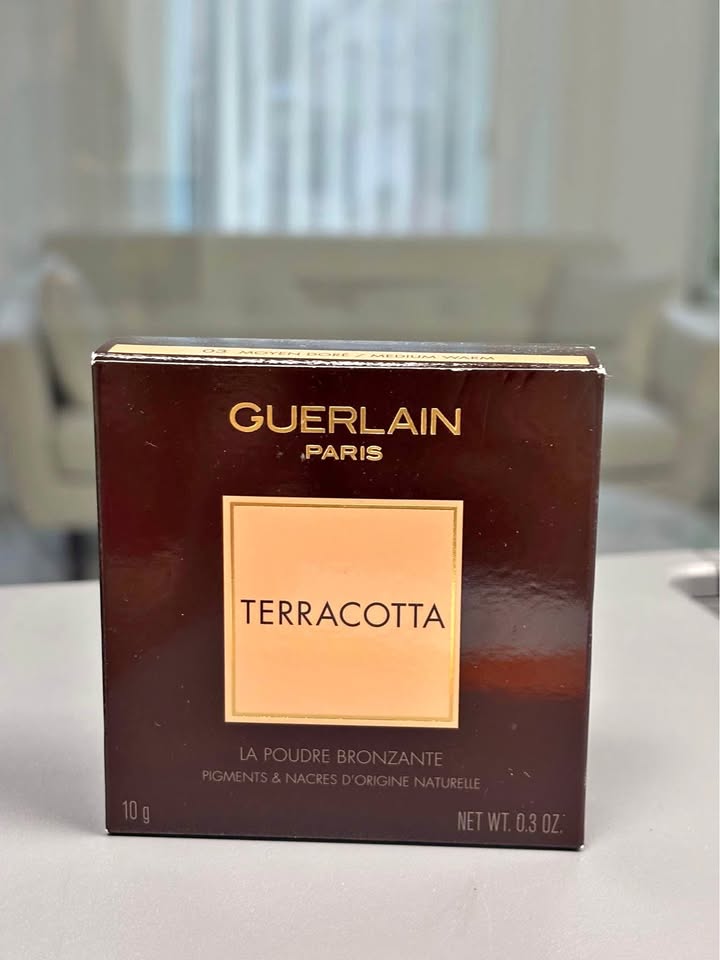 03 MOYEN DORÉ / MEDIUM WARM
GUERLAIN
PARIS
TERRACOTTA
LA POUDRE BRONZANTE
PIGMENTS & NACRES D'ORIGINE NATURELLE
10 g
NET WT. 0.3 OZ.